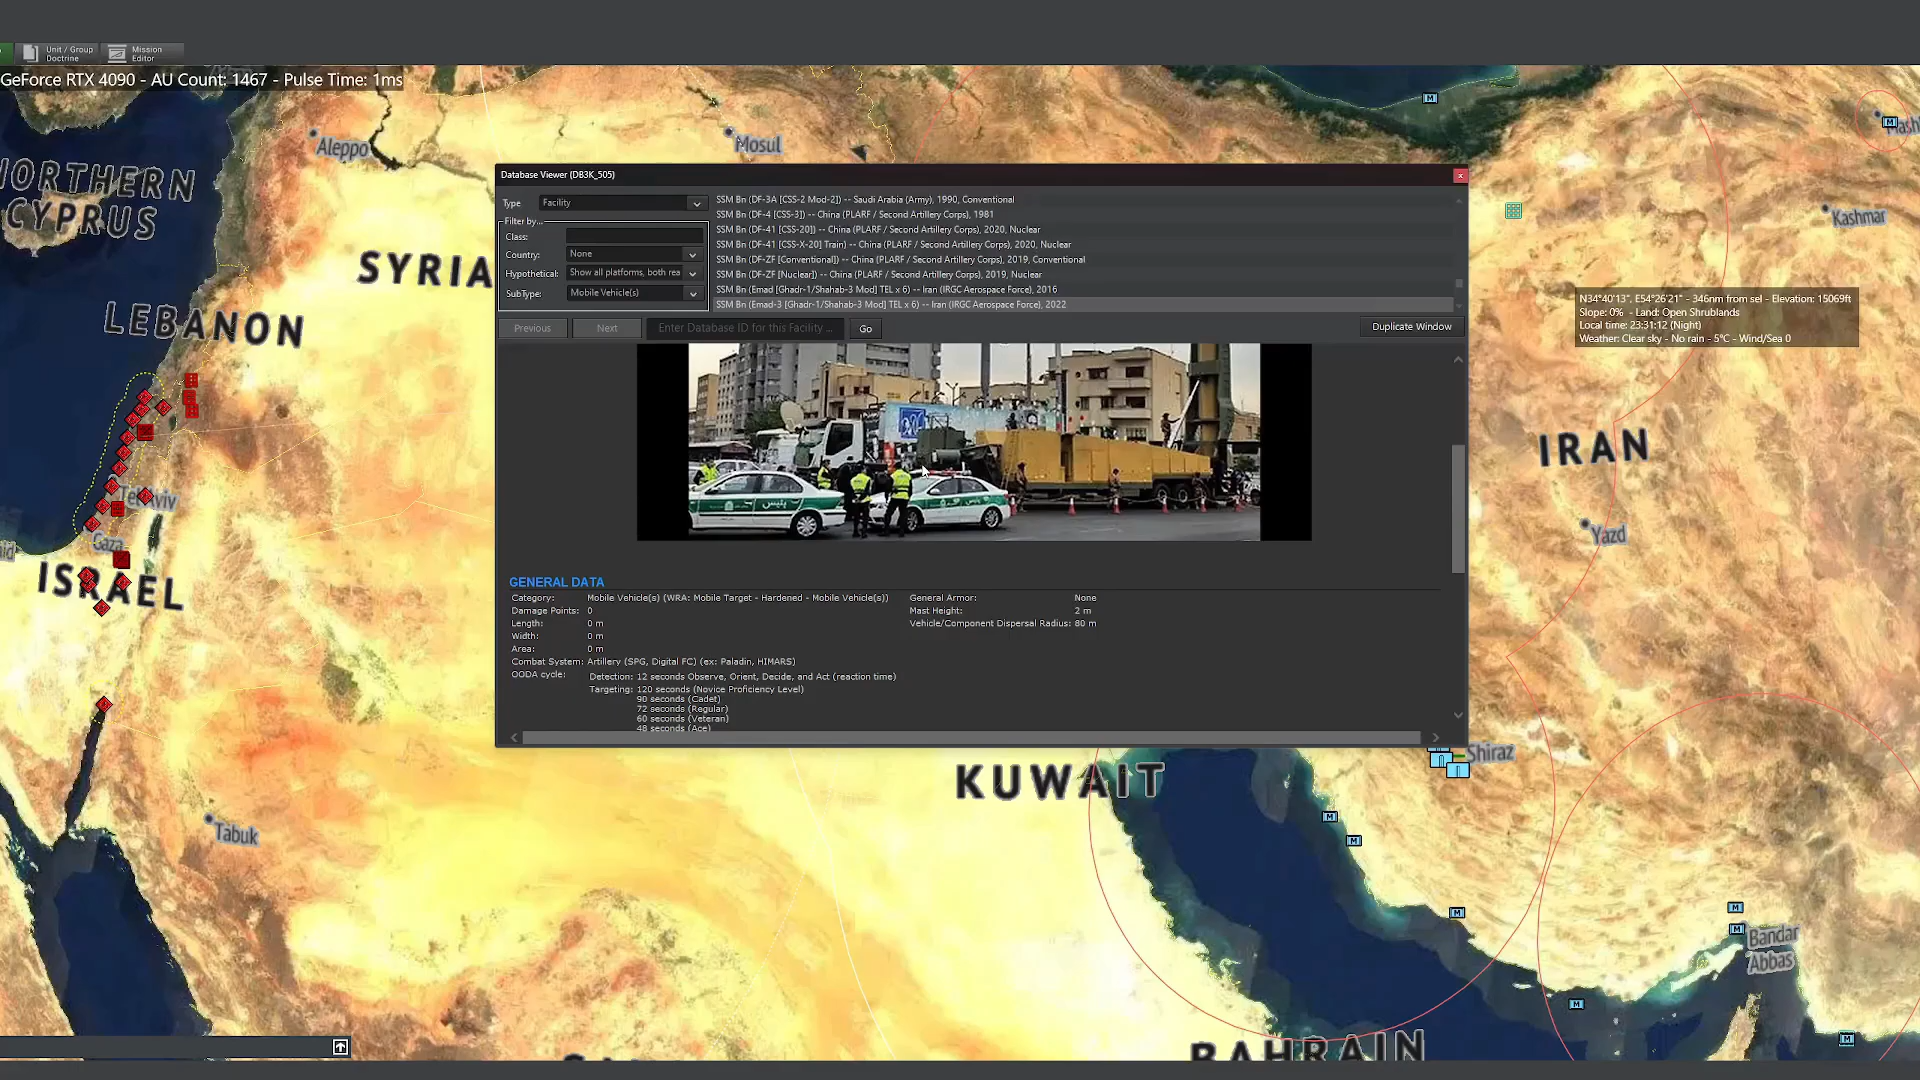 Unit / Group
Doctrine
Mission
Editor
GeForce RTX 4090 - AU Count: 1467 - Pulse Time: 1ms
NORTHERN
CYPRUS
Aleppo
Mosul
SYRIA
LEBANON
Tel Aviv
Gaza
ISRAEL
Tabuk
KUWAIT
BAHRAIN
IRAN
Kashmar
Yazd
Shiraz
Bandar
Abbas
Database Viewer (DB3K_505)
Type
Facility
Filter by...
Class:
Country:
None
Hypothetical:
Show all platforms, both rea
SubType:
Mobile Vehicle(s)
SSM Bn (DF-3A [CSS-2 Mod-2]) -- Saudi Arabia (Army), 1990, Conventional
SSM Bn (DF-4 [CSS-3]) -- China (PLARF / Second Artillery Corps), 1981
SSM Bn (DF-41 [CSS-20]) -- China (PLARF / Second Artillery Corps), 2020, Nuclear
SSM Bn (DF-41 [CSS-X-20] Train) -- China (PLARF / Second Artillery Corps), 2020, Nuclear
SSM Bn (DF-ZF [Conventional]) -- China (PLARF / Second Artillery Corps), 2019, Conventional
SSM Bn (DF-ZF [Nuclear]) -- China (PLARF / Second Artillery Corps), 2019, Nuclear
SSM Bn (Emad [Ghadr-1/Shahab-3 Mod] TEL x 6) -- Iran (IRGC Aerospace Force), 2016
SSM Bn (Emad-3 [Ghadr-1/Shahab-3 Mod] TEL x 6) -- Iran (IRGC Aerospace Force), 2022
Previous
Next
Enter Database ID for this Facility ...
Go
Duplicate Window
پلیس
GENERAL DATA
Category: Mobile Vehicle(s) (WRA: Mobile Target - Hardened - Mobile Vehicle(s))
Damage Points: 0
Length: 0 m
Width: 0 m
Area: 0 m
Combat System: Artillery (SPG, Digital FC) (ex: Paladin, HIMARS)
OODA cycle: Detection: 12 seconds Observe, Orient, Decide, and Act (reaction time)
Targeting: 120 seconds (Novice Proficiency Level)
90 seconds (Cadet)
72 seconds (Regular)
60 seconds (Veteran)
48 seconds (Ace)
General Armor: None
Mast Height: 2 m
Vehicle/Component Dispersal Radius: 80 m
N34°40'13", E54°26'21" - 346nm from sel - Elevation: 15069ft
Slope: 0% - Land: Open Shrublands
Local time: 23:31:12 (Night)
Weather: Clear sky - No rain - 5°C - Wind/Sea 0